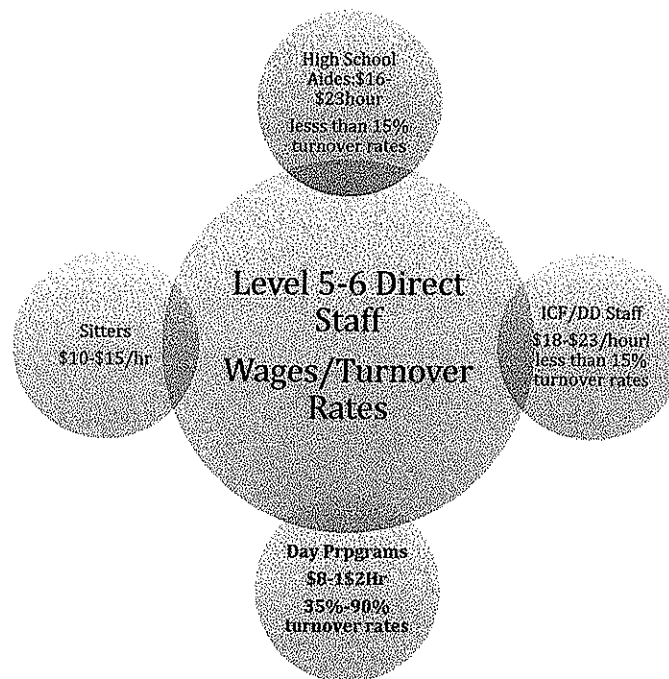 High School
Aides:$16-
$23hour
lesss than 15%
turnover rates
Level 5-6 Direct
Staff
Wages/Turnover
Rates
Sitters
$10-$15/hr
ICF/DD Staff
$18-$23/hourl
less than 15%
turnover rates
Day Prpgrams
$8-1$2Hr
35%-90%
turnover rates